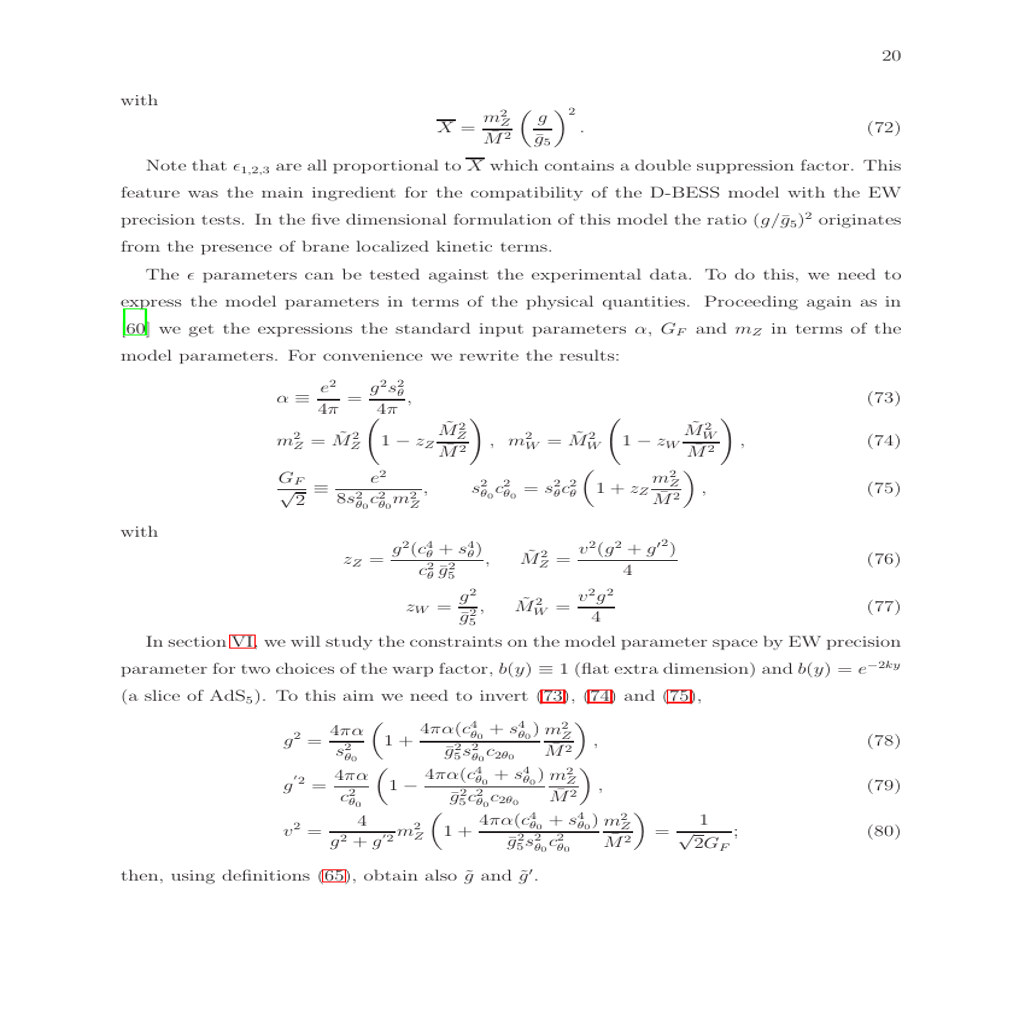 20
with
$\overline{X} = \frac{m_Z^2}{\bar{M}^2} \left( \frac{g}{\bar{g}_5} \right)^2 .$ (72)
Note that $\epsilon_{1,2,3}$ are all proportional to $\overline{X}$ which contains a double suppression factor. This
feature was the main ingredient for the compatibility of the D-BESS model with the EW
precision tests. In the five dimensional formulation of this model the ratio $(g/\bar{g}_5)^2$ originates
from the presence of brane localized kinetic terms.
The $\epsilon$ parameters can be tested against the experimental data. To do this, we need to
express the model parameters in terms of the physical quantities. Proceeding again as in
[60] we get the expressions the standard input parameters $\alpha$, $G_F$ and $m_Z$ in terms of the
model parameters. For convenience we rewrite the results:
$\alpha \equiv \frac{e^2}{4\pi} = \frac{g^2 s_\theta^2}{4\pi},$ (73)
$m_Z^2 = \tilde{M}_Z^2 \left( 1 - z_Z \frac{\tilde{M}_Z^2}{\bar{M}^2} \right) , \;\; m_W^2 = \tilde{M}_W^2 \left( 1 - z_W \frac{\tilde{M}_W^2}{\bar{M}^2} \right) ,$ (74)
$\frac{G_F}{\sqrt{2}} \equiv \frac{e^2}{8 s_{\theta_0}^2 c_{\theta_0}^2 m_Z^2}, \qquad s_{\theta_0}^2 c_{\theta_0}^2 = s_\theta^2 c_\theta^2 \left( 1 + z_Z \frac{m_Z^2}{\bar{M}^2} \right) ,$ (75)
with
$z_Z = \frac{g^2 (c_\theta^4 + s_\theta^4)}{c_\theta^2 \, \bar{g}_5^2}, \quad \tilde{M}_Z^2 = \frac{v^2 (g^2 + g'^2)}{4}$ (76)
$z_W = \frac{g^2}{\bar{g}_5^2}, \quad \tilde{M}_W^2 = \frac{v^2 g^2}{4}$ (77)
In section VI, we will study the constraints on the model parameter space by EW precision
parameter for two choices of the warp factor, $b(y) \equiv 1$ (flat extra dimension) and $b(y) = e^{-2ky}$
(a slice of AdS$_5$). To this aim we need to invert (73), (74) and (75),
$g^2 = \frac{4\pi\alpha}{s_{\theta_0}^2} \left( 1 + \frac{4\pi\alpha (c_{\theta_0}^4 + s_{\theta_0}^4)}{\bar{g}_5^2 s_{\theta_0}^2 c_{2\theta_0}} \frac{m_Z^2}{\bar{M}^2} \right) ,$ (78)
$g^{'2} = \frac{4\pi\alpha}{c_{\theta_0}^2} \left( 1 - \frac{4\pi\alpha (c_{\theta_0}^4 + s_{\theta_0}^4)}{\bar{g}_5^2 c_{\theta_0}^2 c_{2\theta_0}} \frac{m_Z^2}{\bar{M}^2} \right) ,$ (79)
$v^2 = \frac{4}{g^2 + g^{'2}} m_Z^2 \left( 1 + \frac{4\pi\alpha (c_{\theta_0}^4 + s_{\theta_0}^4)}{\bar{g}_5^2 s_{\theta_0}^2 c_{\theta_0}^2} \frac{m_Z^2}{\bar{M}^2} \right) = \frac{1}{\sqrt{2} G_F};$ (80)
then, using definitions (65), obtain also $\tilde{g}$ and $\tilde{g}'$.